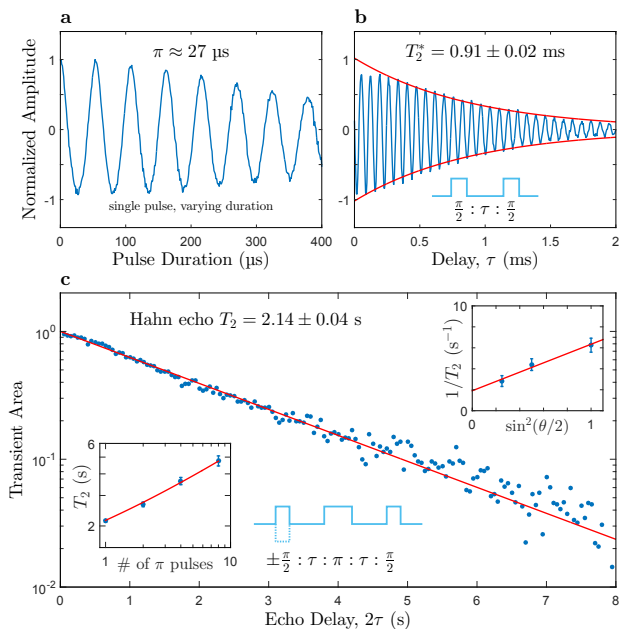 a
π ≈ 27 µs
Normalized Amplitude
1
0
-1
single pulse, varying duration
0 100 200 300 400
Pulse Duration (µs)
b
T₂* = 0.91 ± 0.02 ms
1
0
-1
π/2 : τ : π/2
0 0.5 1 1.5 2
Delay, τ (ms)
c
Hahn echo T₂ = 2.14 ± 0.04 s
Transient Area
10⁰
10⁻¹
10⁻²
10
5
0
1/T₂ (s⁻¹)
0 1
sin²(θ/2)
6
2
T₂ (s)
1 10
# of π pulses
±π/2 : τ : π : τ : π/2
0 1 2 3 4 5 6 7 8
Echo Delay, 2τ (s)